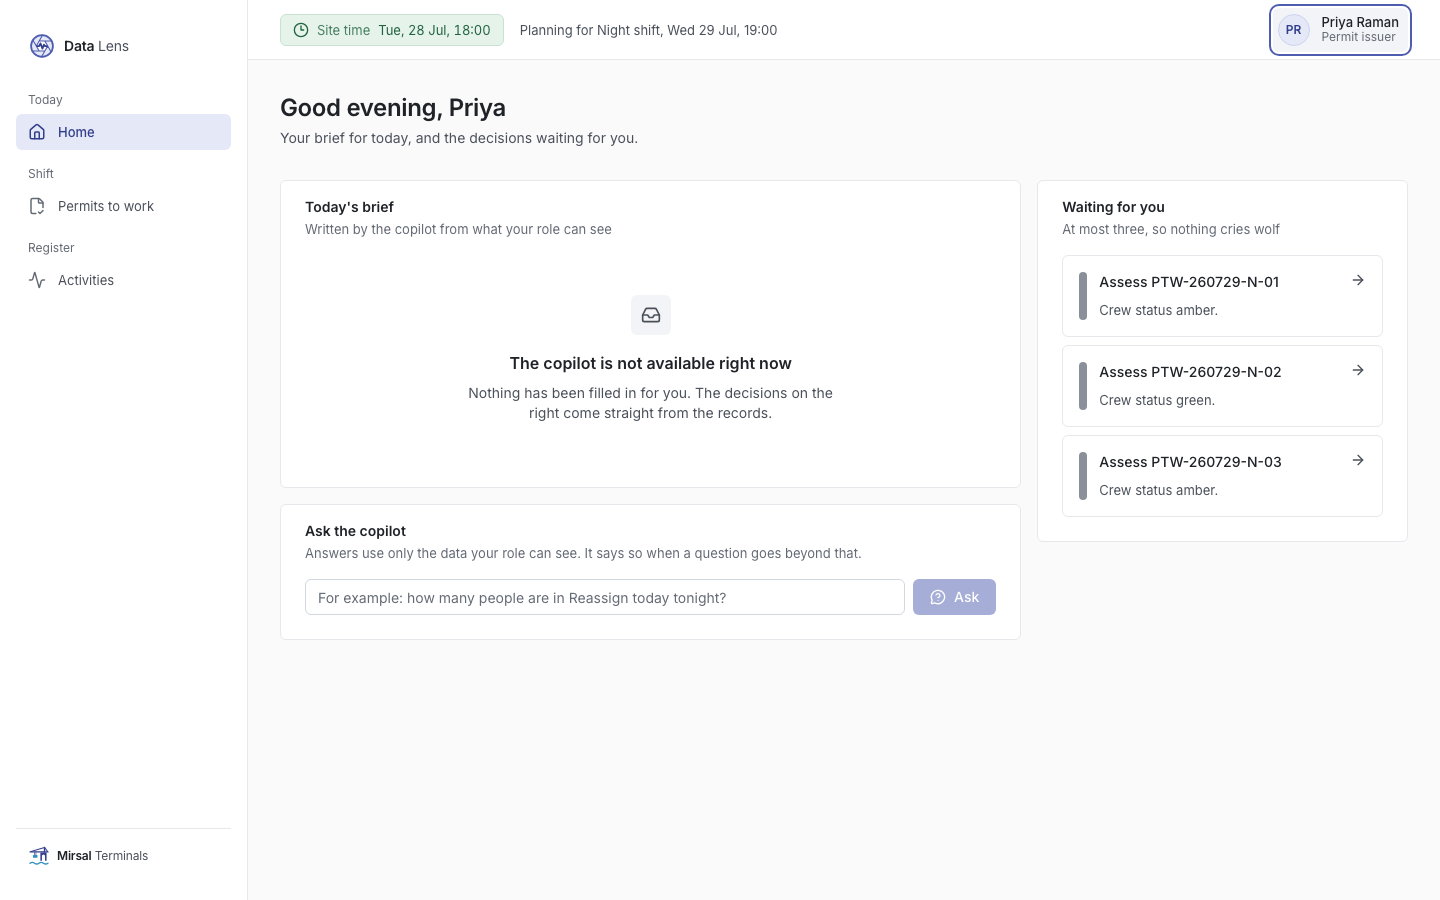 Data Lens
Today
Home
Shift
Permits to work
Register
Activities
Mirsal Terminals
Site time Tue, 28 Jul, 18:00
Planning for Night shift, Wed 29 Jul, 19:00
PR
Priya Raman
Permit issuer
Good evening, Priya
Your brief for today, and the decisions waiting for you.
Today's brief
Written by the copilot from what your role can see
The copilot is not available right now
Nothing has been filled in for you. The decisions on the
right come straight from the records.
Ask the copilot
Answers use only the data your role can see. It says so when a question goes beyond that.
For example: how many people are in Reassign today tonight?
Ask
Waiting for you
At most three, so nothing cries wolf
Assess PTW-260729-N-01
Crew status amber.
Assess PTW-260729-N-02
Crew status green.
Assess PTW-260729-N-03
Crew status amber.